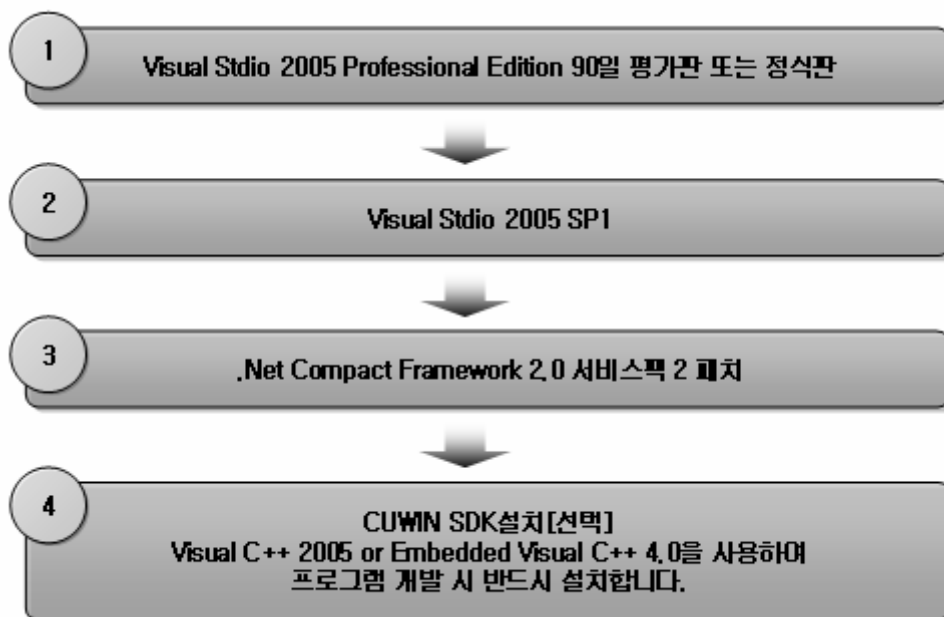 1
Visual Stdio 2005 Professional Edition 90일 평가판 또는 정식판
2
Visual Stdio 2005 SP1
3
.Net Compact Framework 2.0 서비스팩 2 패치
4
CUWIN SDK설치[선택]
Visual C++ 2005 or Embedded Visual C++ 4.0을 사용하여
프로그램 개발 시 반드시 설치합니다.